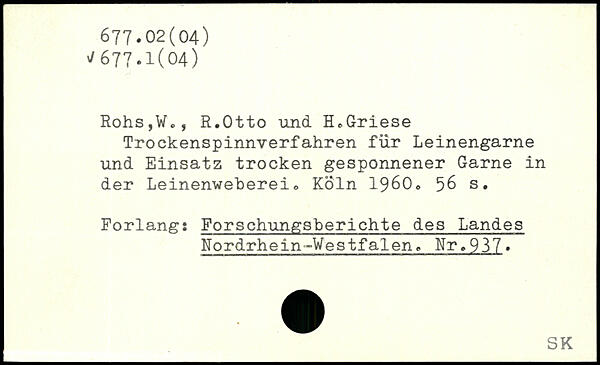 677.02(04)
√677.1(04)
Rohs,W., R.Otto und H.Griese
Trockenspinnverfahren für Leinengarne
und Einsatz trocken gesponnener Garne in
der Leinenweberei. Köln 1960. 56 s.
Forlang: Forschungsberichte des Landes
Nordrhein-Westfalen. Nr.937.
SK